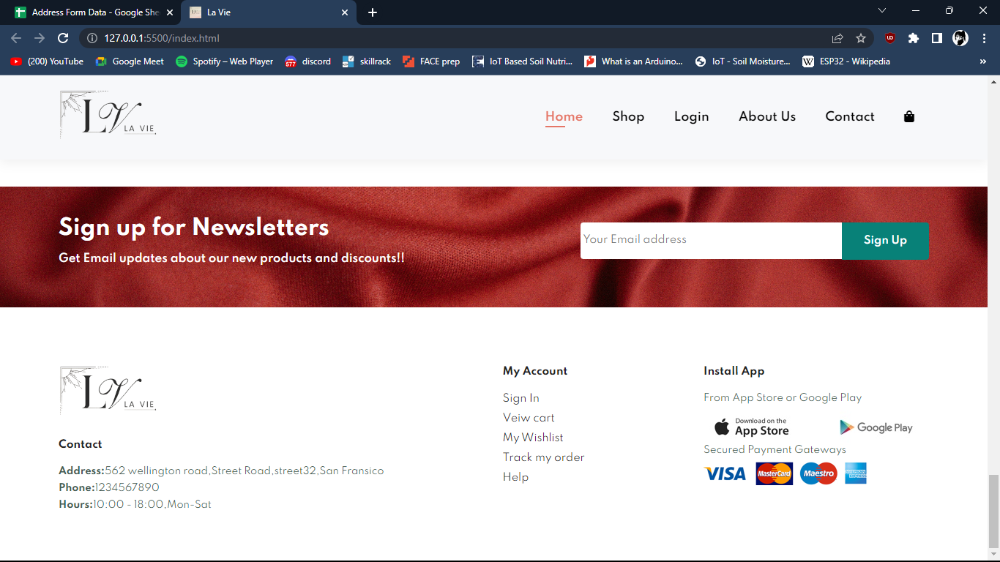 Address Form Data - Google She
La Vie
127.0.0.1:5500/index.html
(200) YouTube
Google Meet
Spotify – Web Player
577
discord
skillrack
FACE prep
IoT Based Soil Nutri...
What is an Arduino...
IoT - Soil Moisture...
W
ESP32 - Wikipedia
»
LV
LA VIE
Home
Shop
Login
About Us
Contact
Sign up for Newsletters
Get Email updates about our new products and discounts!!
Your Email address
Sign Up
LV
LA VIE
Contact
Address:562 wellington road,Street Road,street32,San Fransico
Phone:1234567890
Hours:10:00 - 18:00,Mon-Sat
My Account
Sign In
Veiw cart
My Wishlist
Track my order
Help
Install App
From App Store or Google Play
Download on the
App Store
Google Play
Secured Payment Gateways
VISA
MasterCard
Maestro
AMERICAN
EXPRESS